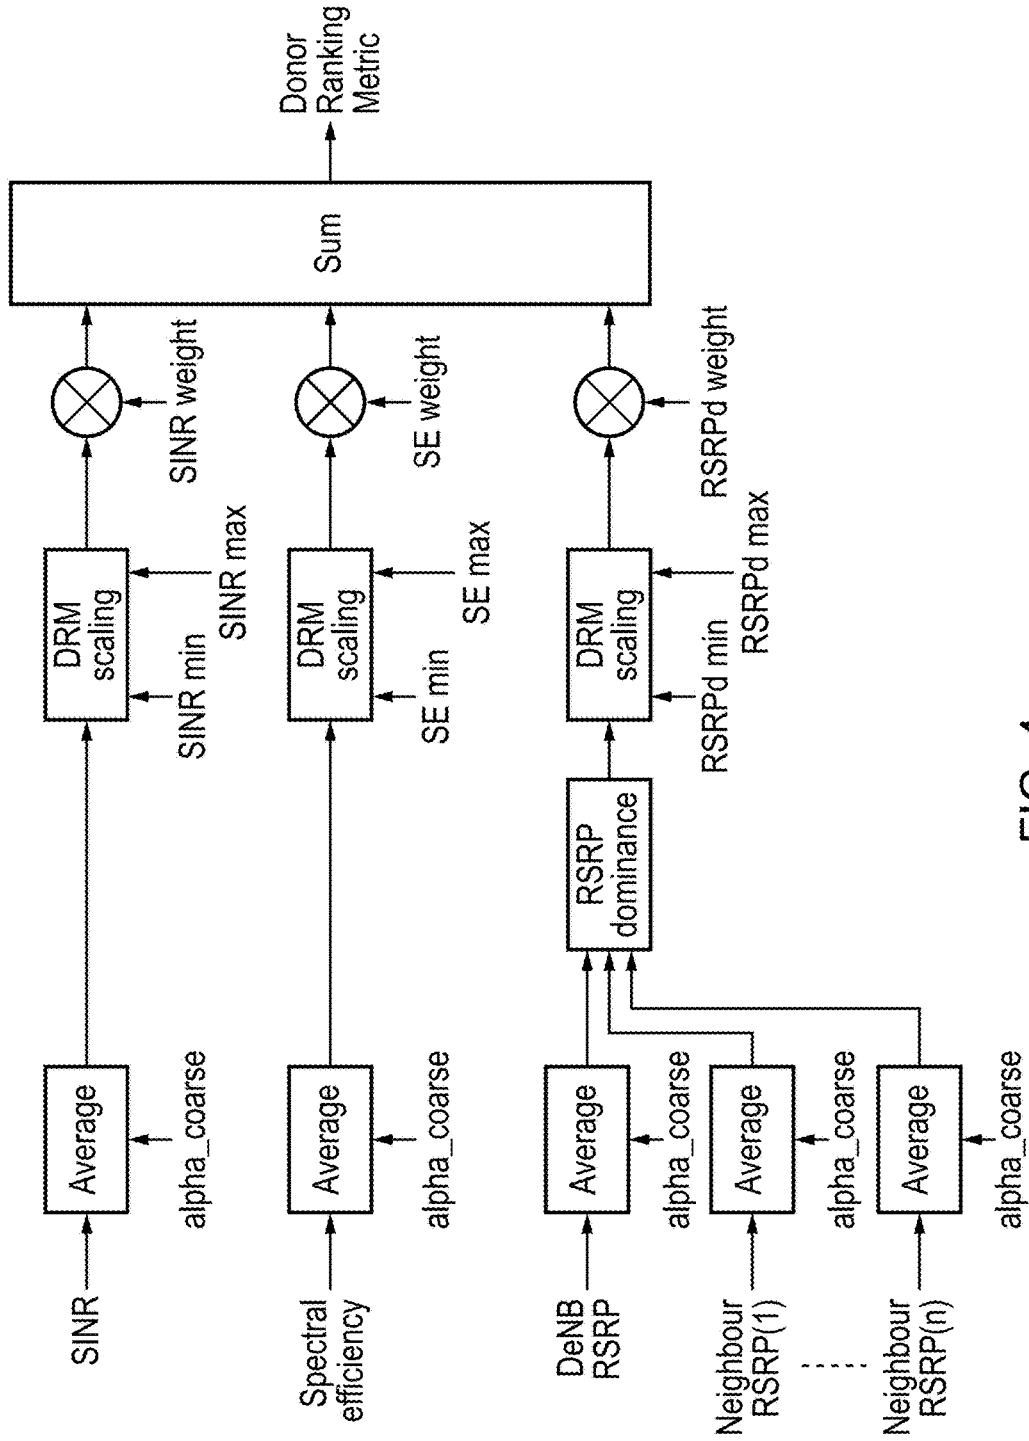 SINR
Average
alpha_coarse
DRM
scaling
SINR min
SINR max
SINR weight
Spectral
efficiency
Average
alpha_coarse
DRM
scaling
SE min
SE max
SE weight
DeNB
RSRP
Average
alpha_coarse
Neighbour
RSRP(1)
Average
alpha_coarse
Neighbour
RSRP(n)
Average
alpha_coarse
RSRP
dominance
DRM
scaling
RSRPd min
RSRPd max
RSRPd weight
Sum
Donor
Ranking
Metric